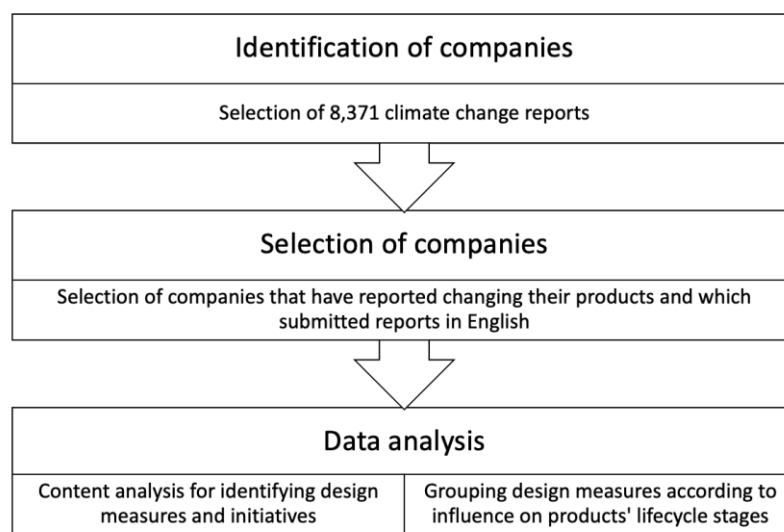 Identification of companies
Selection of 8,371 climate change reports
Selection of companies
Selection of companies that have reported changing their products and which
submitted reports in English
Data analysis
Content analysis for identifying design
measures and initiatives
Grouping design measures according to
influence on products' lifecycle stages